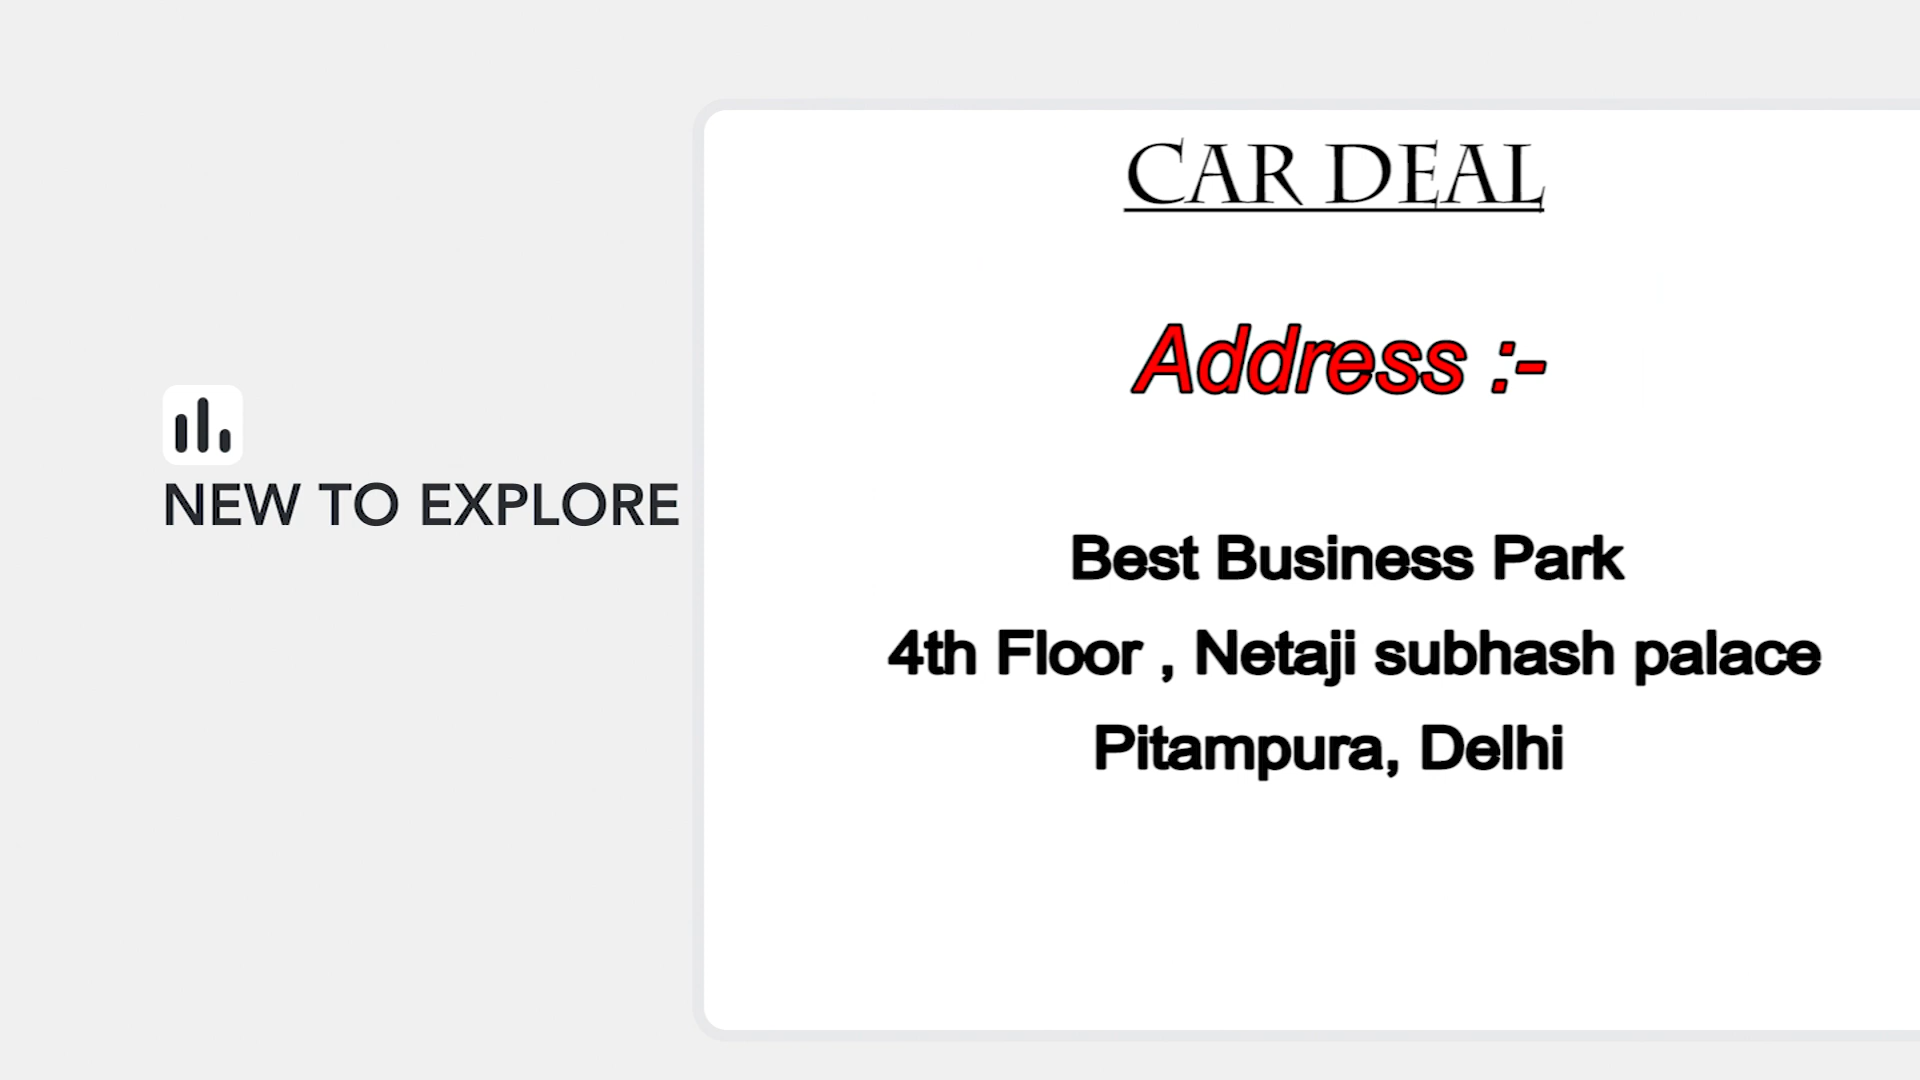 NEW TO EXPLORE
CAR DEAL
Address :-
Best Business Park
4th Floor , Netaji subhash palace
Pitampura, Delhi